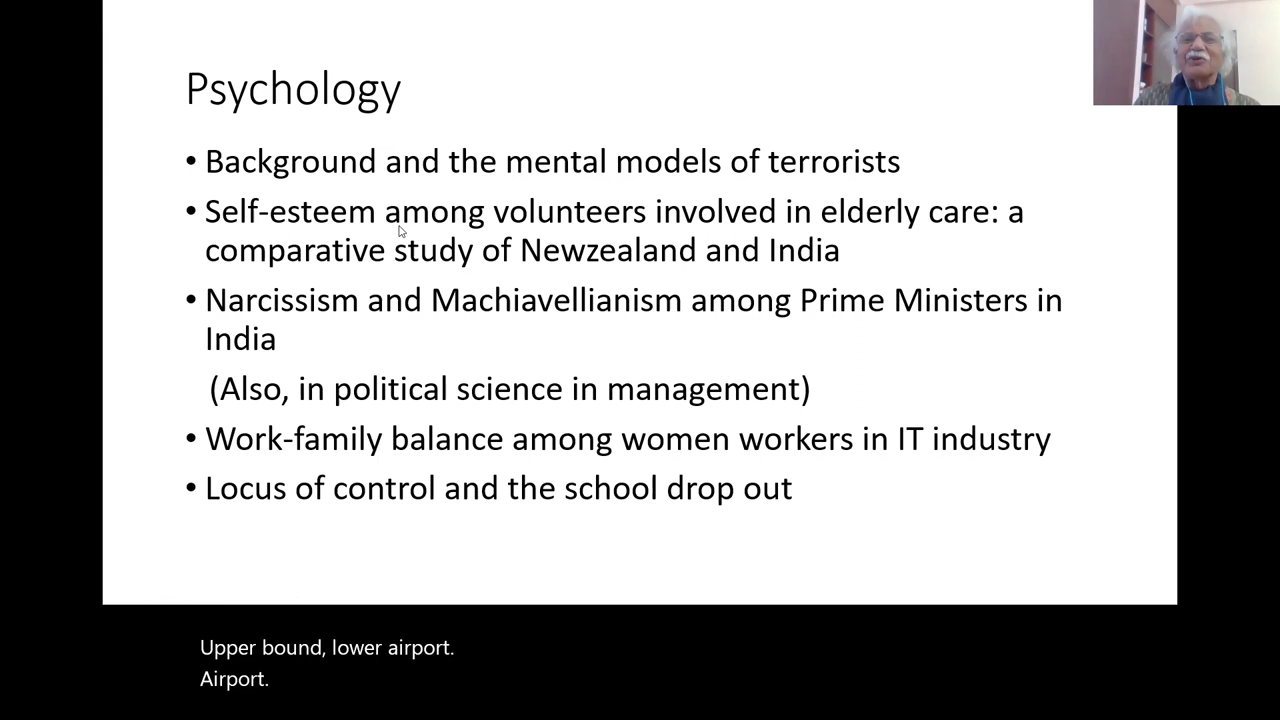 Psychology
• Background and the mental models of terrorists
• Self-esteem among volunteers involved in elderly care: a
comparative study of Newzealand and India
• Narcissism and Machiavellianism among Prime Ministers in
India
(Also, in political science in management)
• Work-family balance among women workers in IT industry
• Locus of control and the school drop out
Upper bound, lower airport.
Airport.